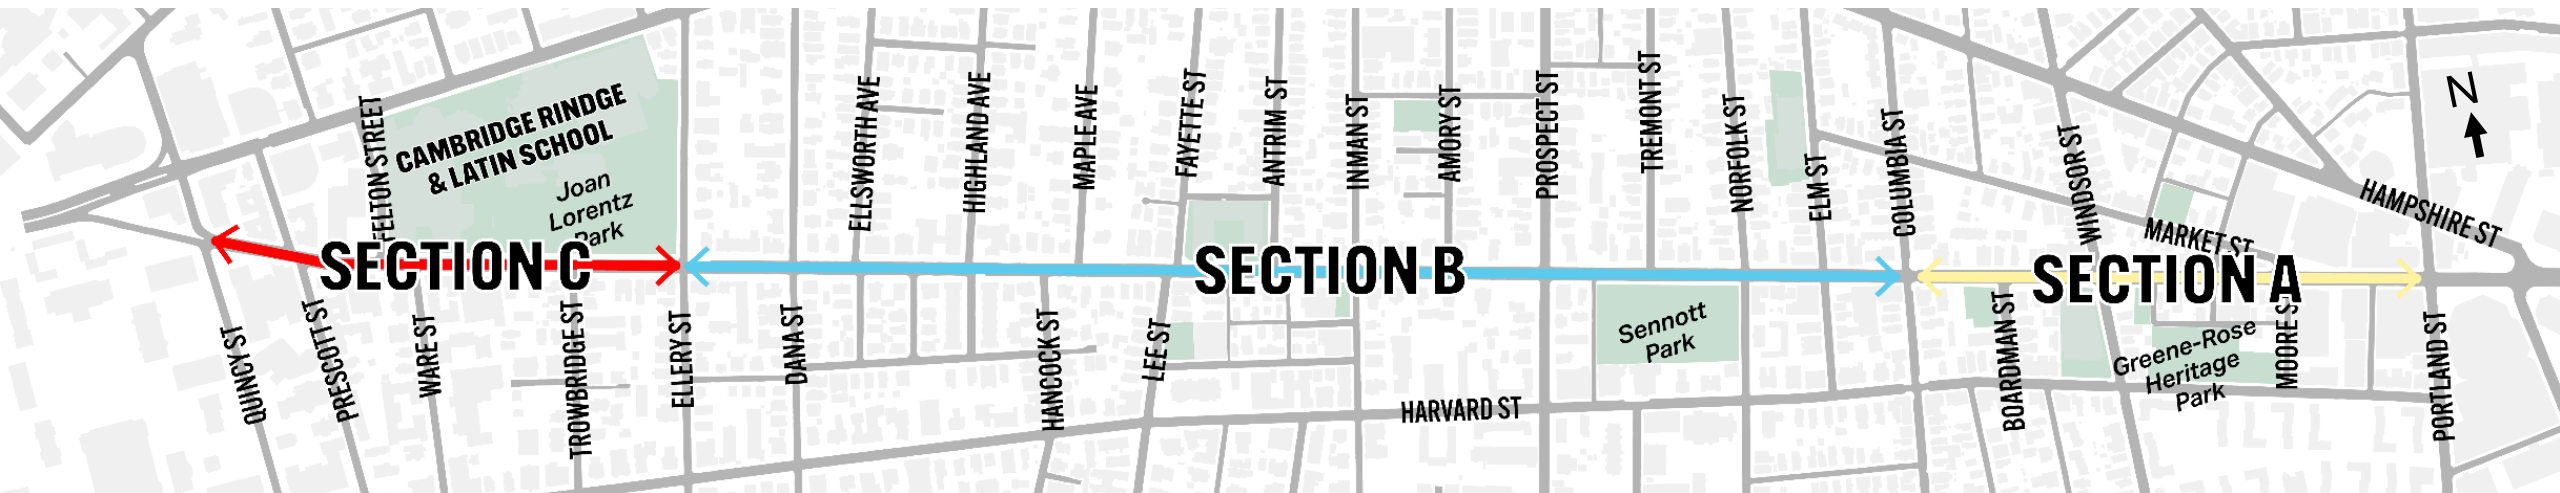 FELTON STREET
CAMBRIDGE RINDGE
& LATIN SCHOOL
Joan
Lorentz
Park
ELLSWORTH AVE
HIGHLAND AVE
MAPLE AVE
FAYETTE ST
ANTRIM ST
INMAN ST
AMORY ST
PROSPECT ST
TREMONT ST
NORFOLK ST
ELM ST
COLUMBIA ST
WINDSOR ST
MARKET ST
HAMPSHIRE ST
N
SECTION C
SECTION B
SECTION A
QUINCY ST
PRESCOTT ST
WARE ST
TROWBRIDGE ST
ELLERY ST
DANA ST
HANCOCK ST
LEE ST
HARVARD ST
Sennott
Park
BOARDMAN ST
Greene-Rose
Heritage
Park
MOORE ST
PORTLAND ST